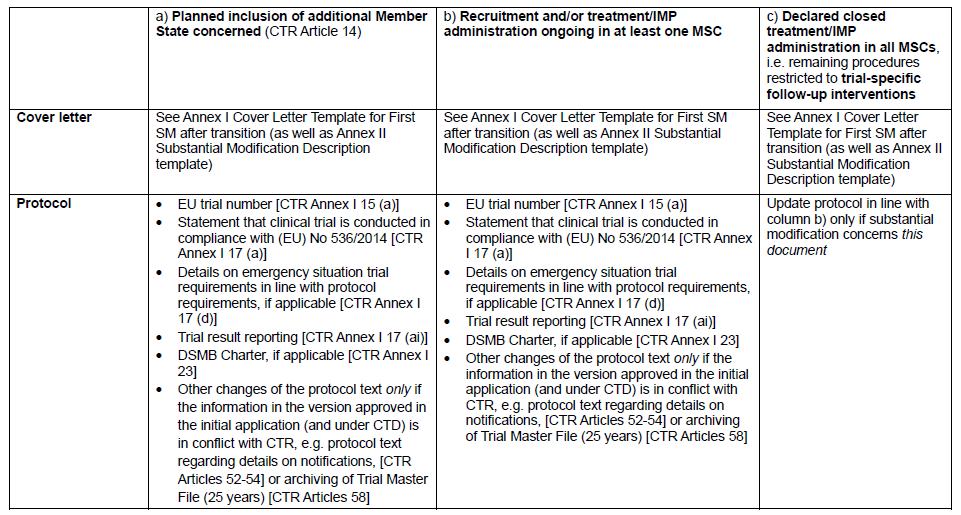 a) Planned inclusion of additional Member
State concerned (CTR Article 14)
b) Recruitment and/or treatment/IMP
administration ongoing in at least one MSC
c) Declared closed
treatment/IMP
administration in all MSCs,
i.e. remaining procedures
restricted to trial-specific
follow-up interventions
Cover letter
See Annex I Cover Letter Template for First
SM after transition (as well as Annex II
Substantial Modification Description
template)
See Annex I Cover Letter Template for First SM
after transition (as well as Annex II Substantial
Modification Description template)
See Annex I Cover Letter
Template for First SM after
transition (as well as Annex II
Substantial Modification
Description template)
Protocol
• EU trial number [CTR Annex I 15 (a)]
• Statement that clinical trial is conducted in
compliance with (EU) No 536/2014 [CTR
Annex I 17 (a)]
• Details on emergency situation trial
requirements in line with protocol
requirements, if applicable [CTR Annex I
17 (d)]
• Trial result reporting [CTR Annex I 17 (ai)]
• DSMB Charter, if applicable [CTR Annex I
23]
• Other changes of the protocol text only if
the information in the version approved in
the initial application (and under CTD) is
in conflict with CTR, e.g. protocol text
regarding details on notifications, [CTR
Articles 52-54] or archiving of Trial Master
File (25 years) [CTR Articles 58]
• EU trial number [CTR Annex I 15 (a)]
• Statement that clinical trial is conducted in
compliance with (EU) No 536/2014 [CTR Annex
I 17 (a)]
• Details on emergency situation trial
requirements in line with protocol requirements,
if applicable [CTR Annex I 17 (d)]
• Trial result reporting [CTR Annex I 17 (ai)]
• DSMB Charter, if applicable [CTR Annex I 23]
• Other changes of the protocol text only if the
information in the version approved in the initial
application (and under CTD) is in conflict with
CTR, e.g. protocol text regarding details on
notifications, [CTR Articles 52-54] or archiving
of Trial Master File (25 years) [CTR Articles 58]
Update protocol in line with
column b) only if substantial
modification concerns this
document